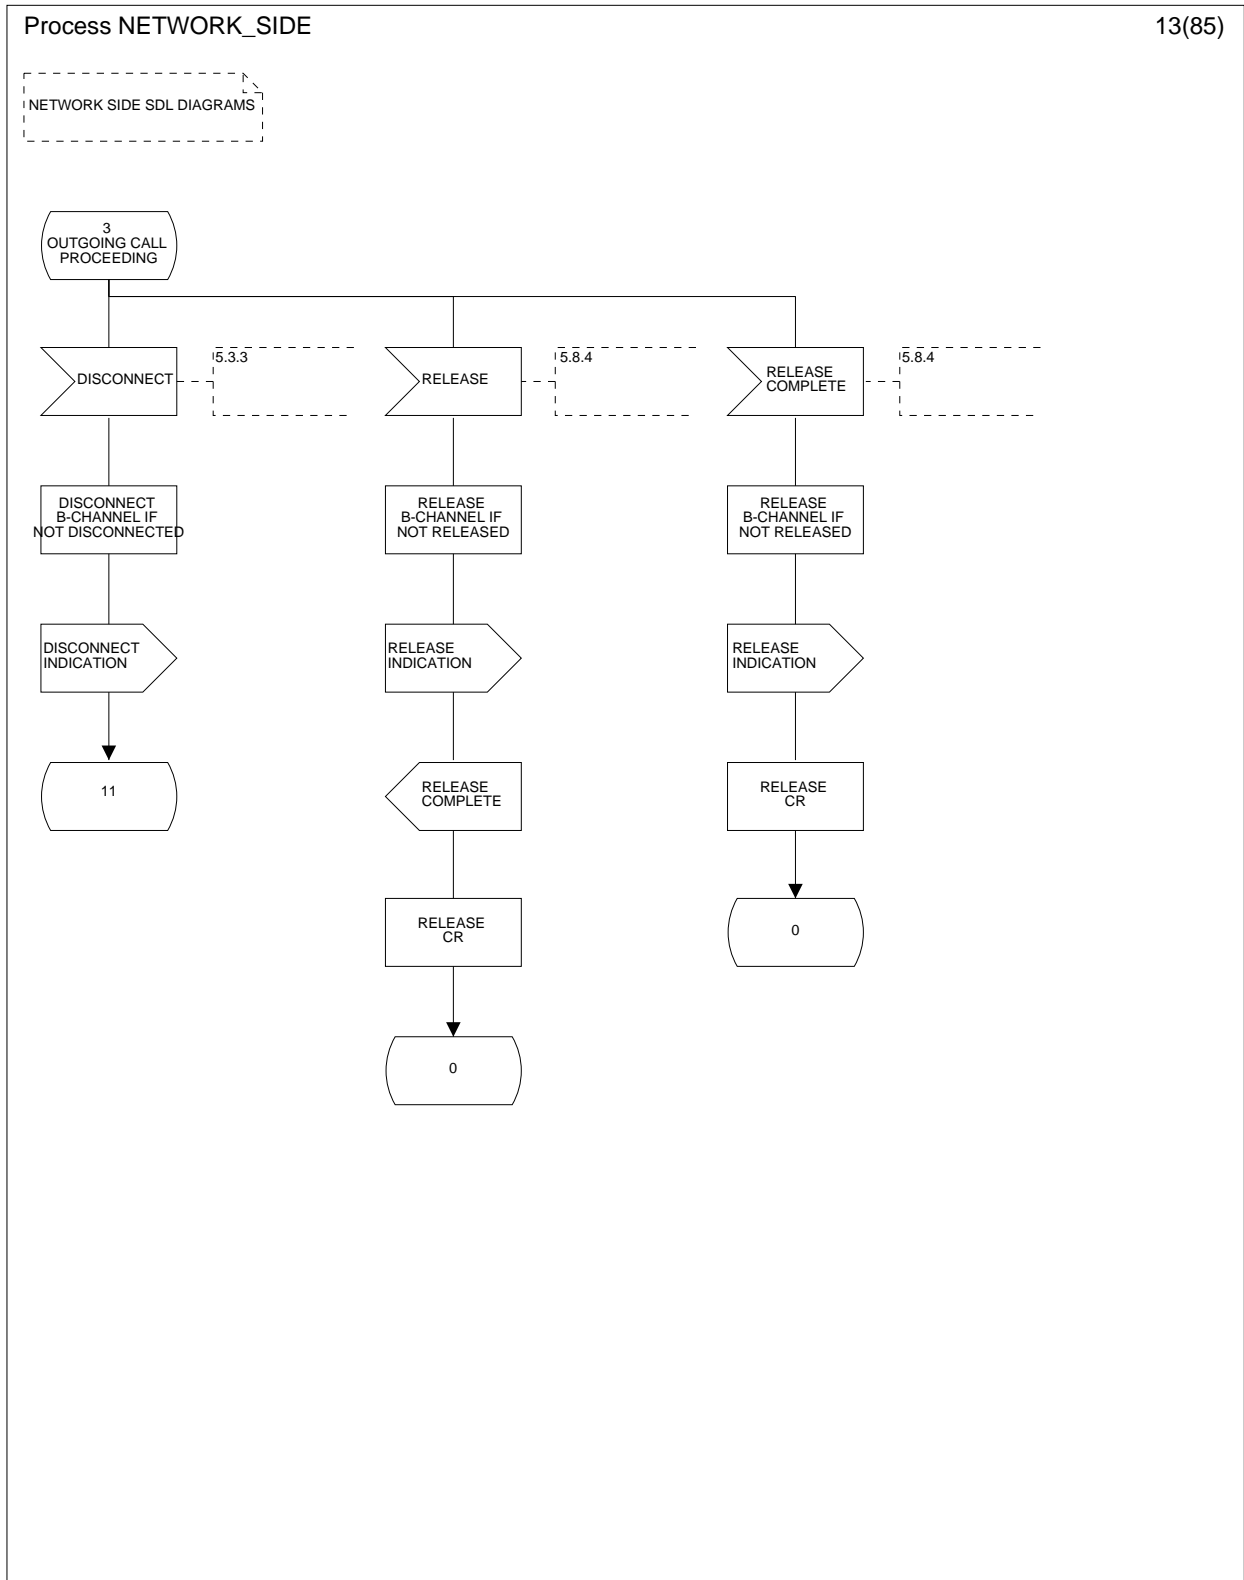 Process NETWORK_SIDE
13(85)
NETWORK SIDE SDL DIAGRAMS
3
OUTGOING CALL
PROCEEDING
DISCONNECT
5.3.3
RELEASE
5.8.4
RELEASE
COMPLETE
5.8.4
DISCONNECT
B-CHANNEL IF
NOT DISCONNECTED
RELEASE
B-CHANNEL IF
NOT RELEASED
RELEASE
B-CHANNEL IF
NOT RELEASED
DISCONNECT
INDICATION
RELEASE
INDICATION
RELEASE
INDICATION
11
RELEASE
COMPLETE
RELEASE
CR
RELEASE
CR
0
0